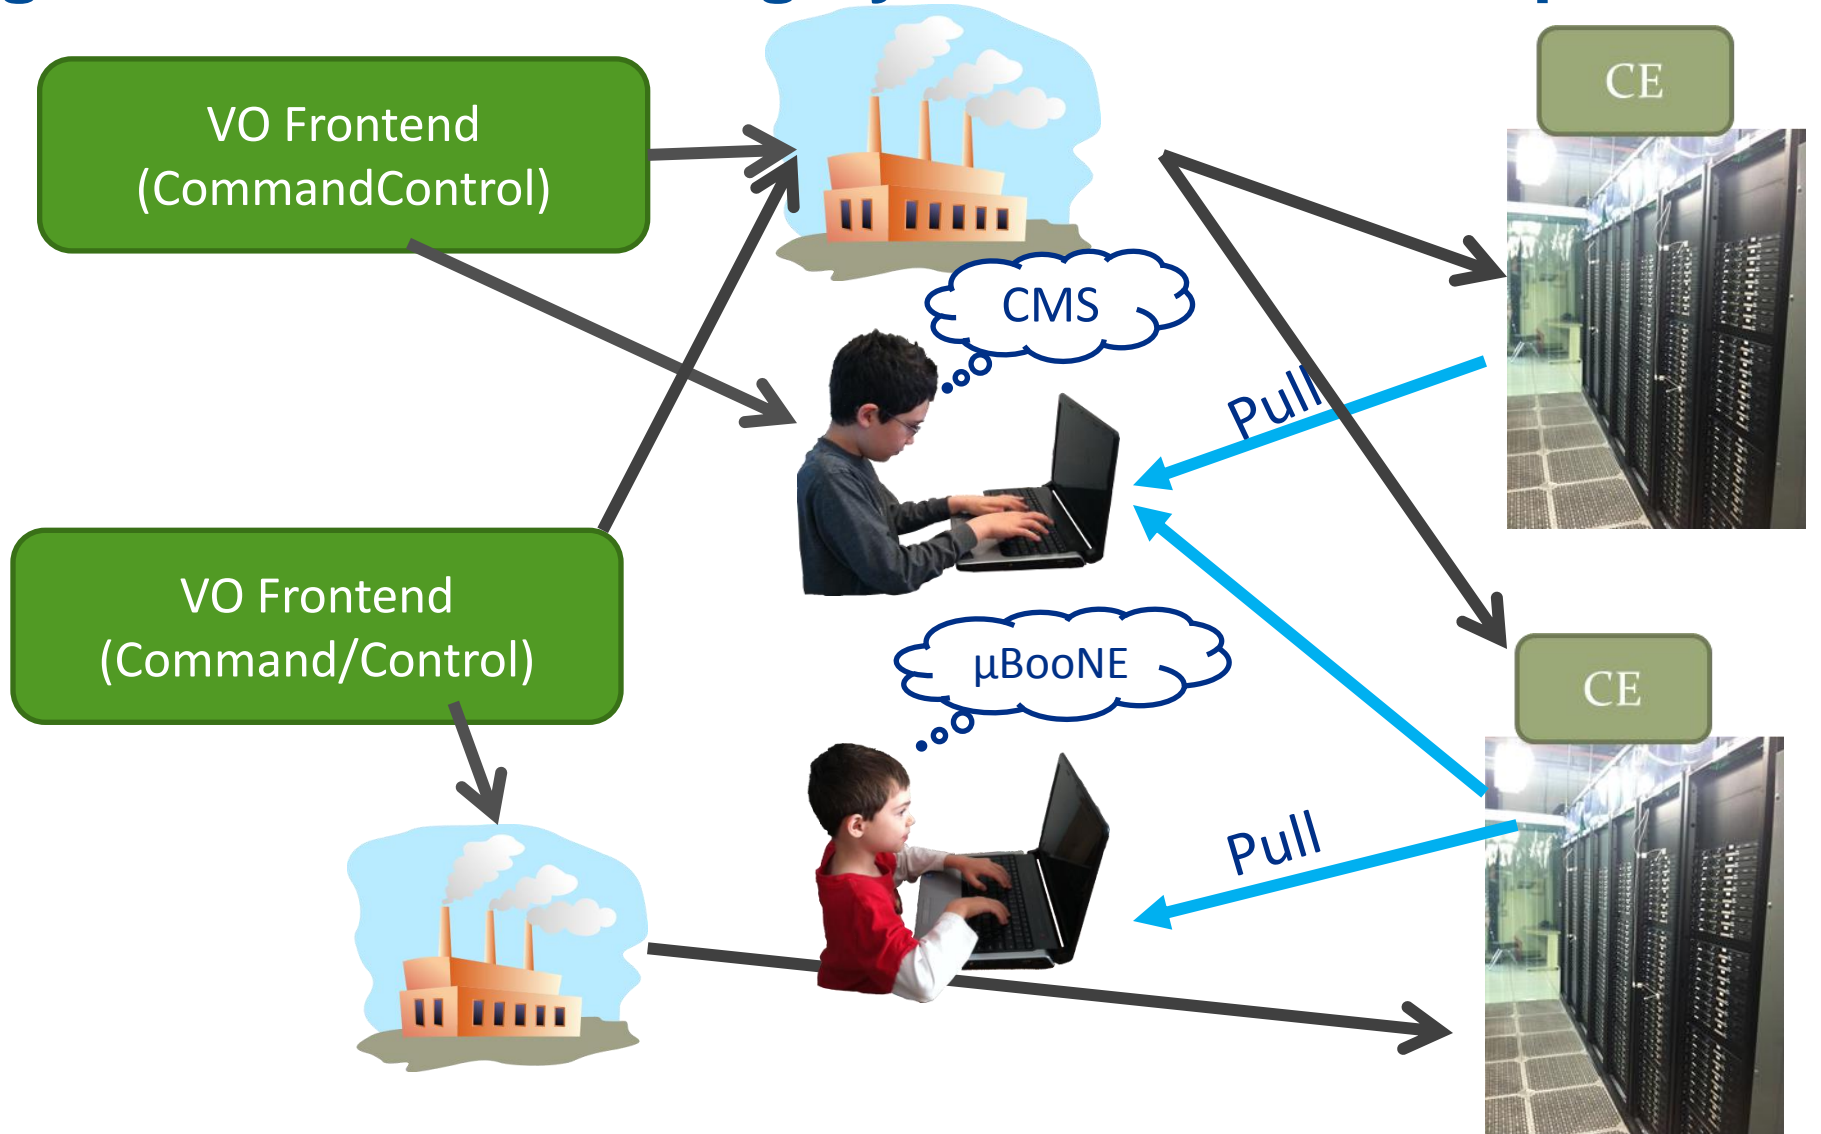 VO Frontend
(CommandControl)
CE
CMS
Pull
VO Frontend
(Command/Control)
µBooNE
CE
Pull